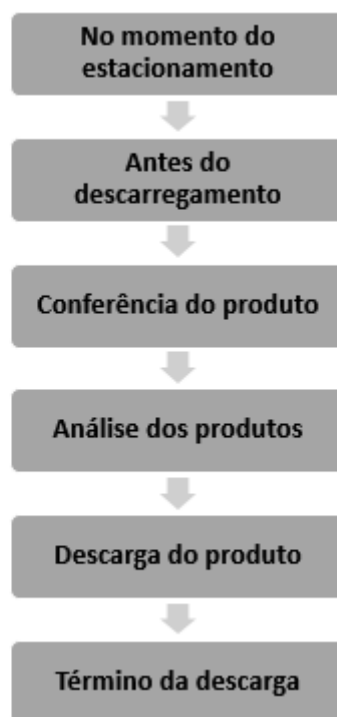 No momento do
estacionamento
Antes do
descarregamento
Conferência do produto
Análise dos produtos
Descarga do produto
Término da descarga